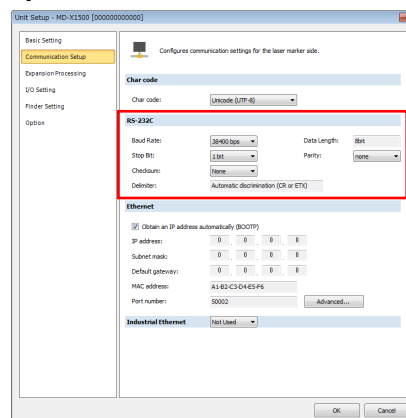 Unit Setup - MD-X1500 [000000000000]
Basic Setting
Communication Setup
Expansion Processing
I/O Setting
Finder Setting
Option
Configures communication settings for the laser marker side.
Char code
Char code: Unicode (UTF-8)
RS-232C
Baud Rate: 38400 bps Data Length: 8bit
Stop Bit: 1 bit Parity: none
Checksum: None
Delimiter: Automatic discrimination (CR or ETX)
Ethernet
Obtain an IP address automatically (BOOTP)
IP address: 0 . 0 . 0 . 0
Subnet mask: 0 . 0 . 0 . 0
Default gateway: 0 . 0 . 0 . 0
MAC address: A1-B2-C3-D4-E5-F6
Port number: 50002 Advanced...
Industrial Ethernet Not Used
OK Cancel